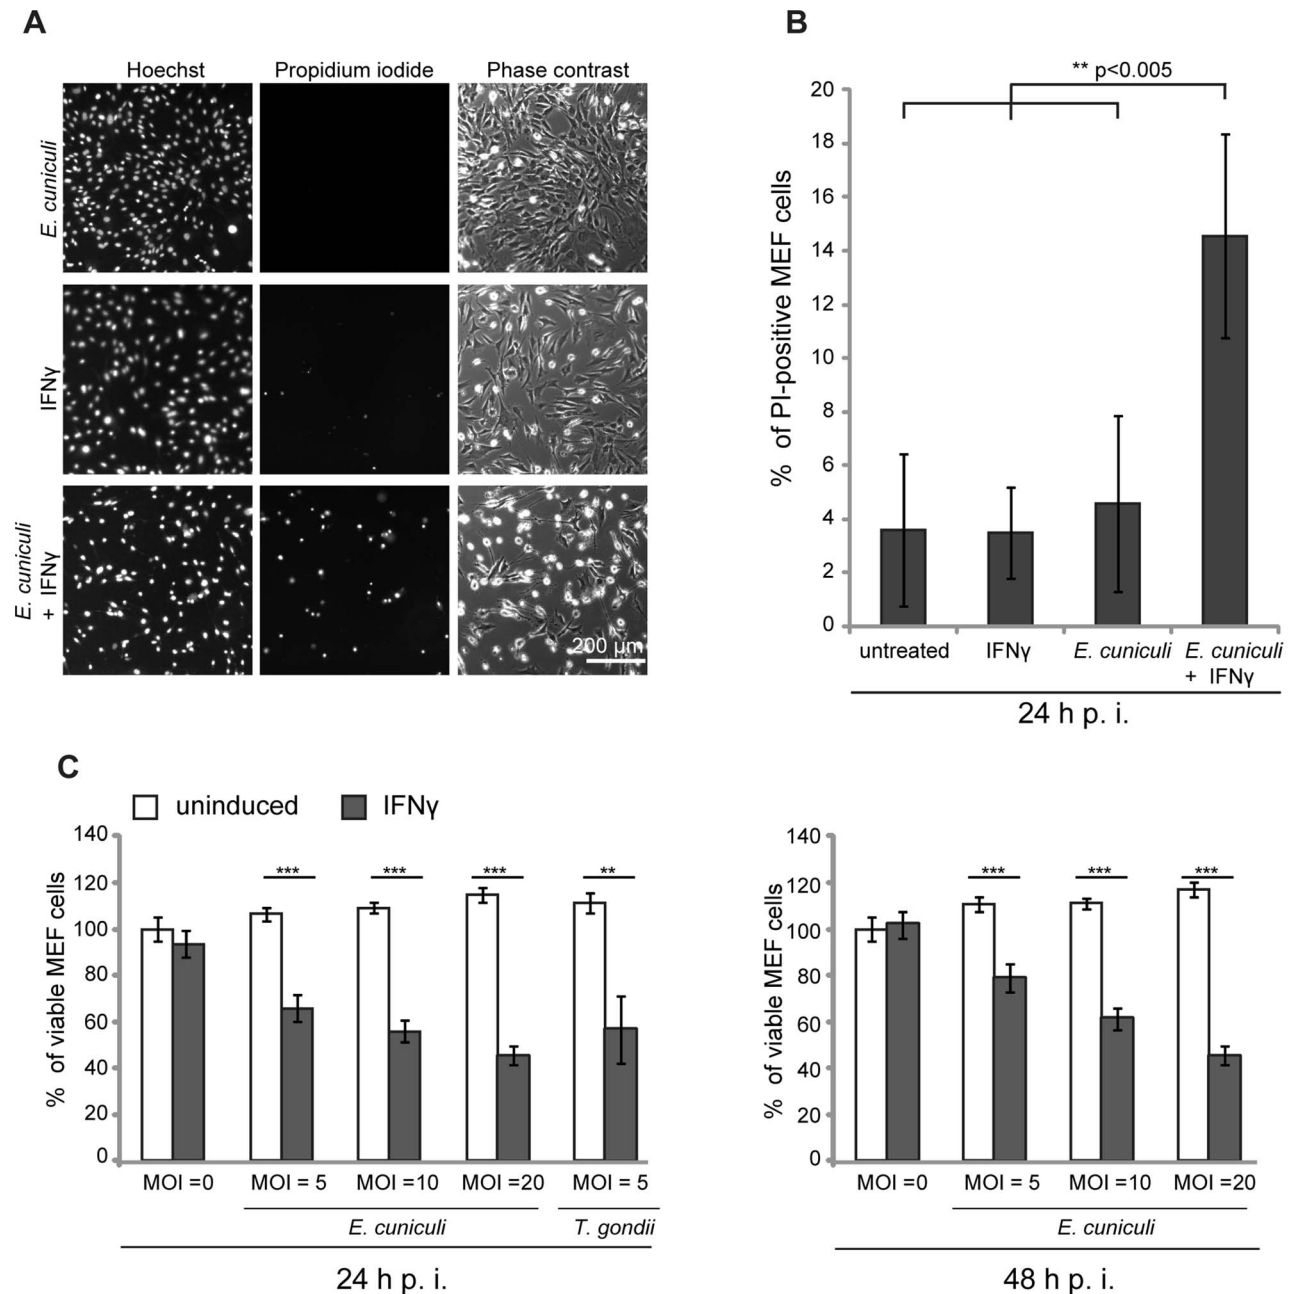 A
Hoechst
Propidium iodide
Phase contrast
E. cuniculi
IFNγ
E. cuniculi
+ IFNγ
200 μm
B
** p<0.005
% of PI-positive MEF cells
20
18
16
14
12
10
8
6
4
2
0
untreated
IFNγ
E. cuniculi
E. cuniculi
+ IFNγ
24 h p. i.
C
uninduced
IFNγ
% of viable MEF cells
140
120
100
80
60
40
20
0
***
***
***
**
MOI =0
MOI = 5
MOI =10
MOI =20
MOI = 5
E. cuniculi
T. gondii
24 h p. i.
% of viable MEF cells
140
120
100
80
60
40
20
0
***
***
***
MOI =0
MOI = 5
MOI =10
MOI =20
E. cuniculi
48 h p. i.